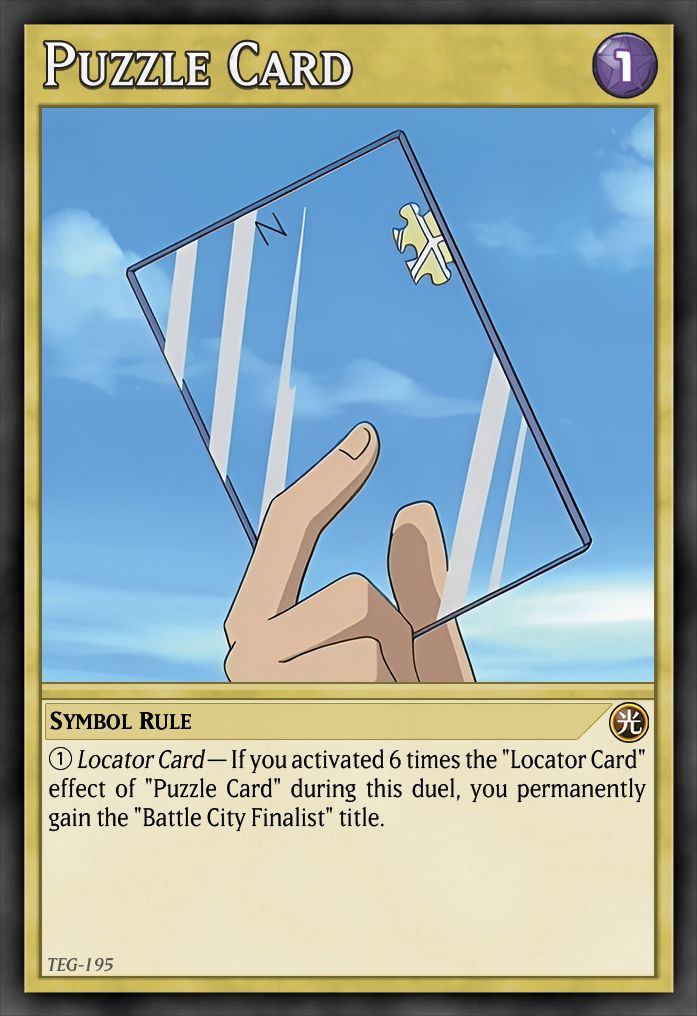 Puzzle Card
1
N
Symbol Rule
光
① Locator Card — If you activated 6 times the "Locator Card"
effect of "Puzzle Card" during this duel, you permanently
gain the "Battle City Finalist" title.
TEG-195